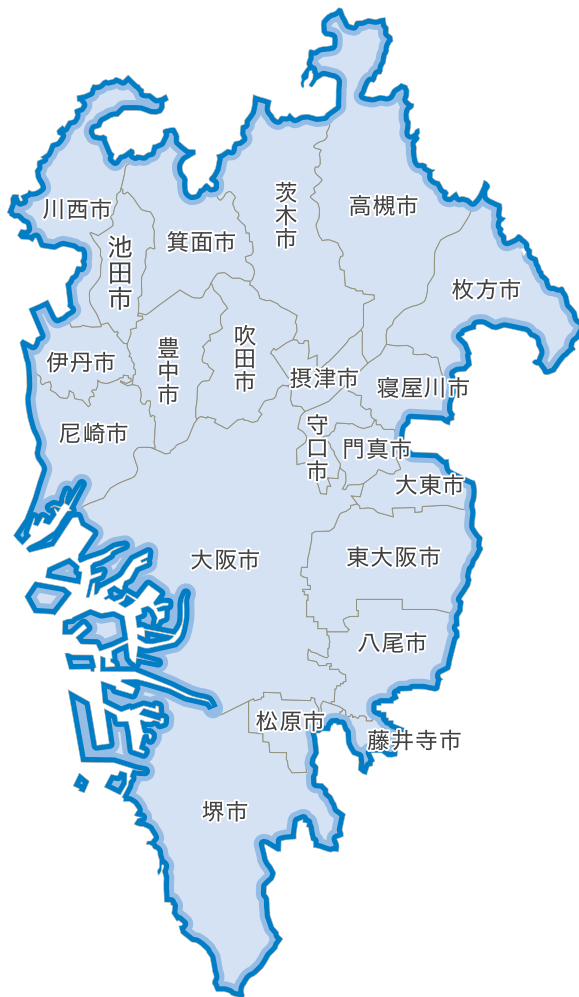 茨木市
高槻市
川西市
箕面市
池田市
枚方市
吹田市
豊中市
伊丹市
摂津市
寝屋川市
尼崎市
守口市
門真市
大東市
大阪市
東大阪市
八尾市
松原市
藤井寺市
堺市